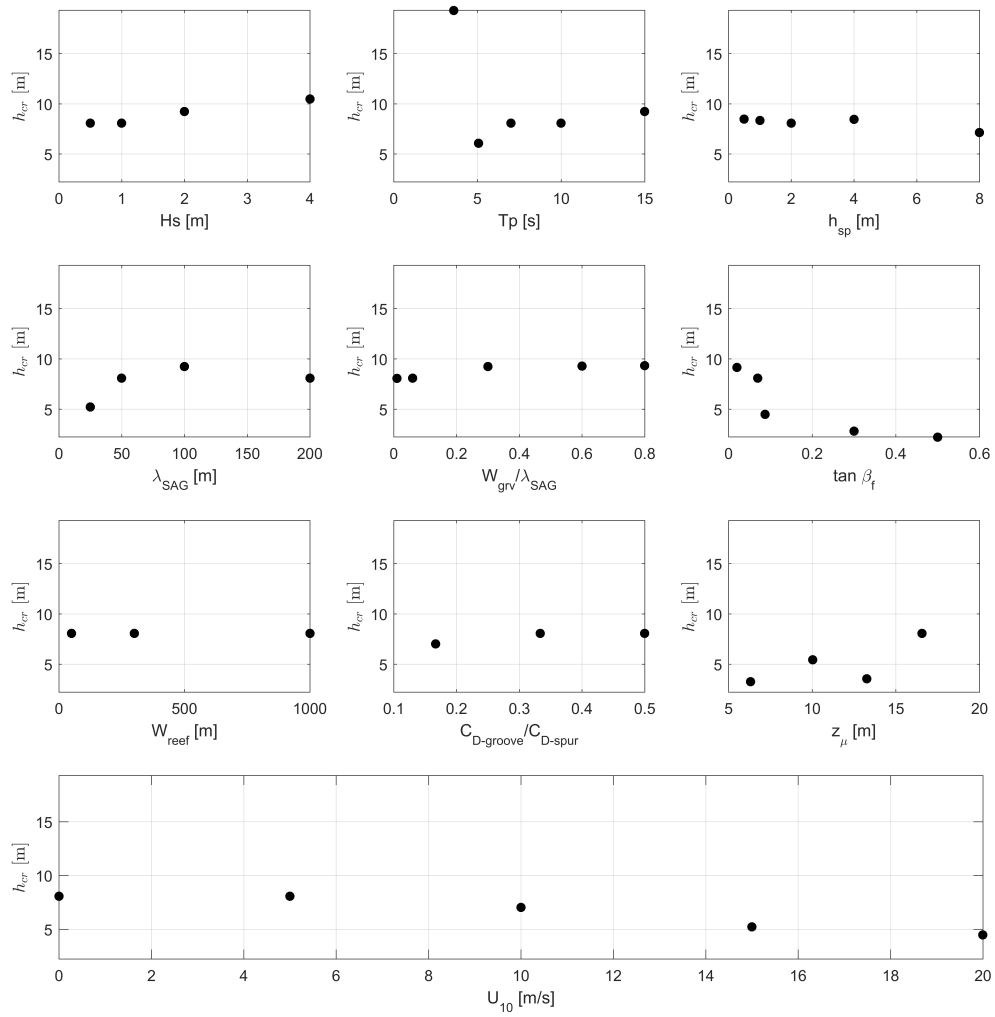 15
10
5
h_cr [m]
0 1 2 3 4
Hs [m]
15
10
5
h_cr [m]
0 5 10 15
Tp [s]
15
10
5
h_cr [m]
0 2 4 6 8
h_sp [m]
15
10
5
h_cr [m]
0 50 100 150 200
λ_SAG [m]
15
10
5
h_cr [m]
0 0.2 0.4 0.6 0.8
W_grv/λ_SAG
15
10
5
h_cr [m]
0 0.2 0.4 0.6
tan β_f
15
10
5
h_cr [m]
0 500 1000
W_reef [m]
15
10
5
h_cr [m]
0.1 0.2 0.3 0.4 0.5
C_D-groove/C_D-spur
15
10
5
h_cr [m]
5 10 15 20
z_μ [m]
15
10
5
h_cr [m]
0 2 4 6 8 10 12 14 16 18 20
U_10 [m/s]